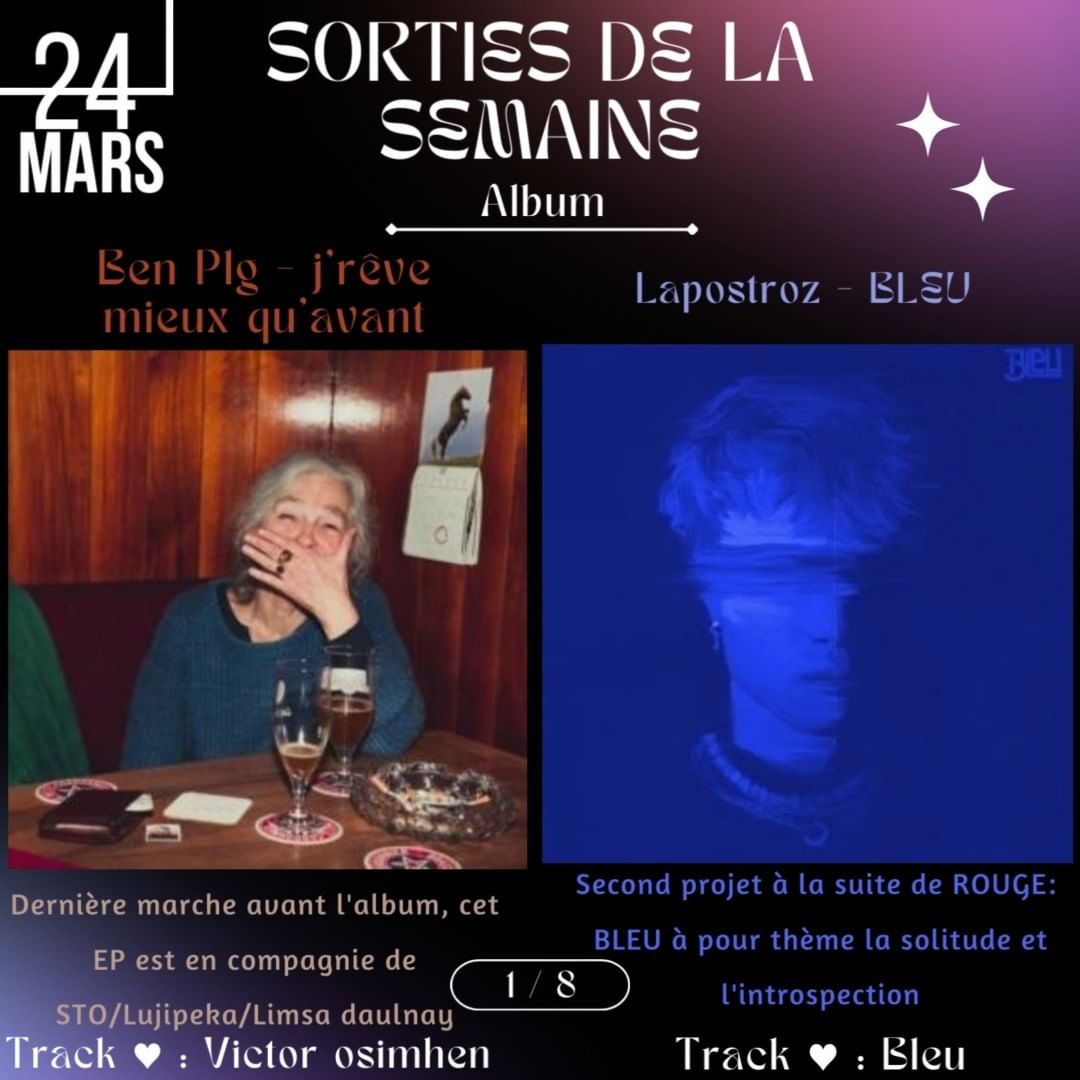 24
MARS
SORTIES DE LA
SEMAINE
Album
Ben Plg - j'rêve
mieux qu'avant
Lapostroz - BLEU
BLEU
Dernière marche avant l'album, cet
EP est en compagnie de
STO/Lujipeka/Limsa daulnay
Track ♥ : Victor osimhen
Second projet à la suite de ROUGE:
BLEU à pour thème la solitude et
l'introspection
Track ♥ : Bleu
1 / 8